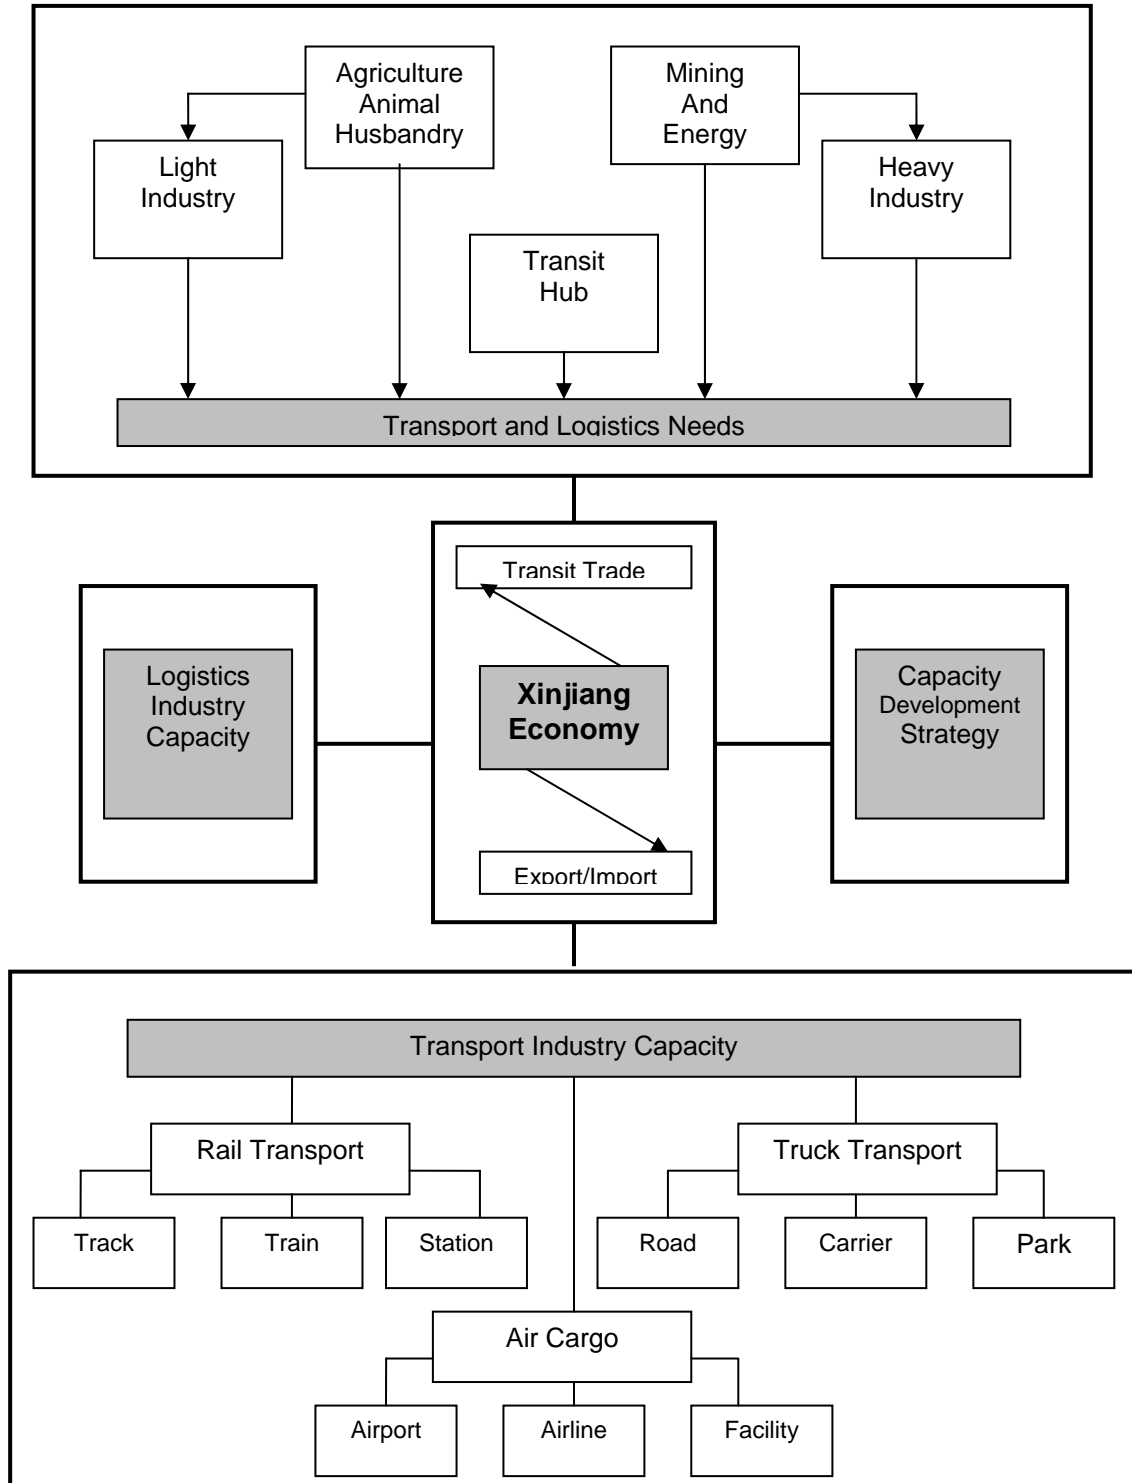 Agriculture
Animal
Husbandry
Mining
And
Energy
Light
Industry
Heavy
Industry
Transit
Hub
Transport and Logistics Needs
Transit Trade
Logistics
Industry
Capacity
Xinjiang
Economy
Capacity
Development
Strategy
Export/Import
Transport Industry Capacity
Rail Transport
Truck Transport
Track
Train
Station
Road
Carrier
Park
Air Cargo
Airport
Airline
Facility